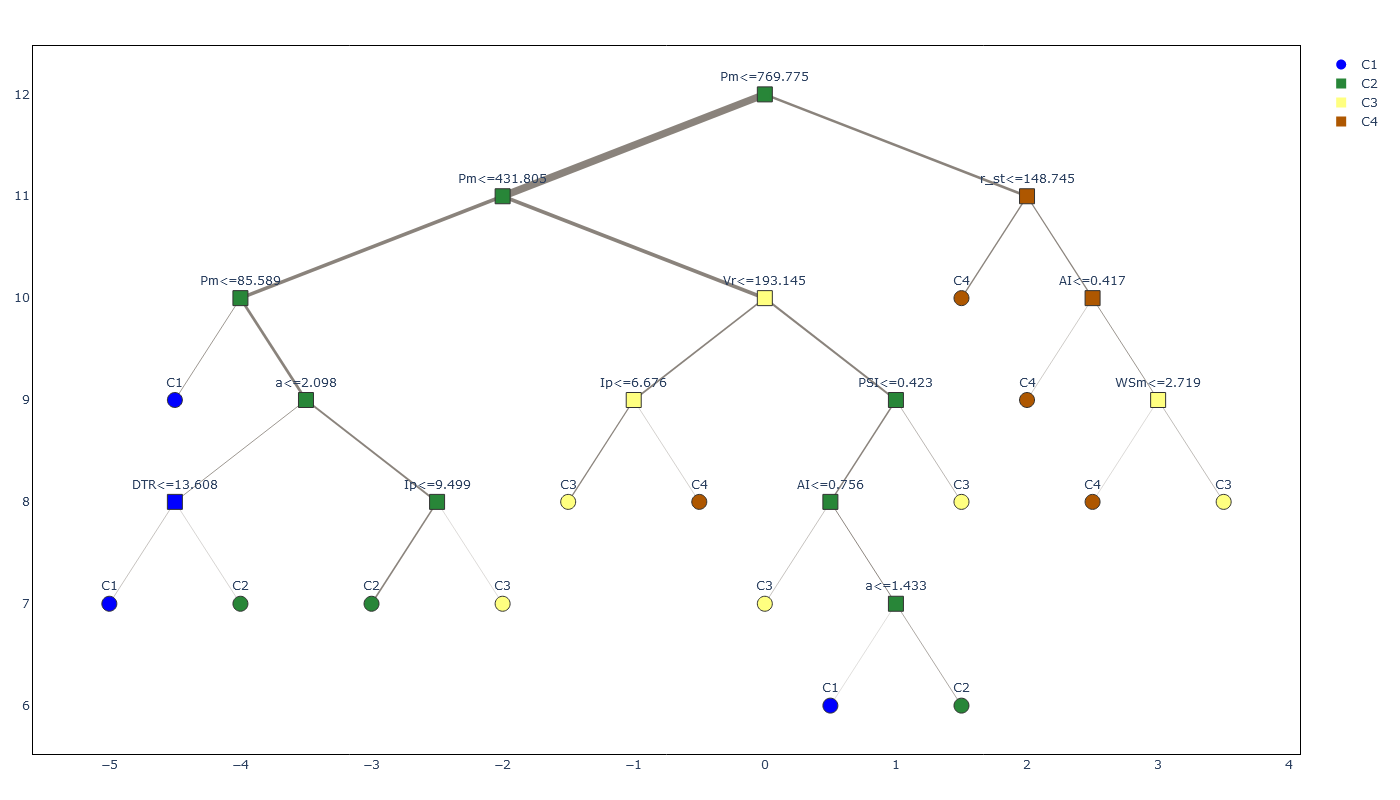 Pm<=769.775
C1
C2
C3
C4
12
Pm<=431.805
r_st<=148.745
11
Pm<=85.589
Vr<=193.145
C4
AI<=0.417
10
C1
a<=2.098
Ip<=6.676
PSI<=0.423
C4
WSm<=2.719
9
DTR<=13.608
Ip<=9.499
C3
C4
AI<=0.756
C3
C4
C3
8
C1
C2
C2
C3
C3
a<=1.433
7
C1
C2
6
−5
−4
−3
−2
−1
0
1
2
3
4